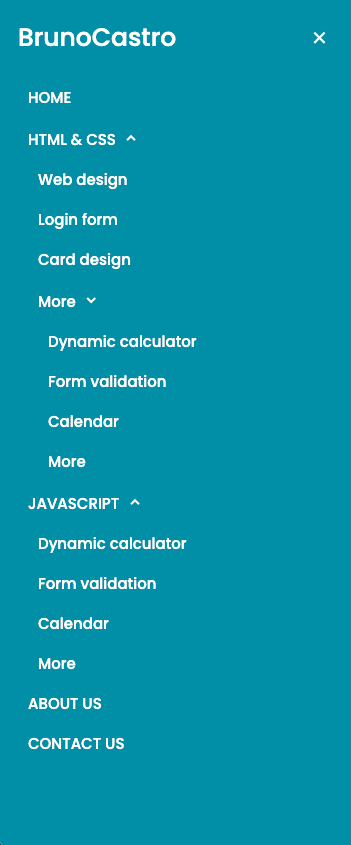 BrunoCastro
HOME
HTML & CSS
Web design
Login form
Card design
More
Dynamic calculator
Form validation
Calendar
More
JAVASCRIPT
Dynamic calculator
Form validation
Calendar
More
ABOUT US
CONTACT US